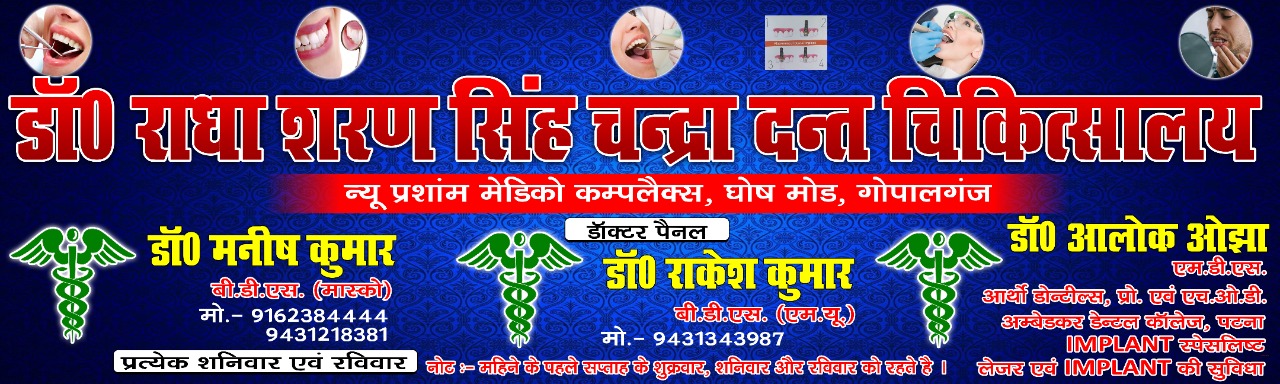 डॉ0 राधा शरण सिंह चन्द्रा दन्त चिकित्सालय
न्यू प्रशांम मेडिको कम्पलैक्स, घोष मोड, गोपालगंज
डॉक्टर पैनल
डॉ0 मनीष कुमार
बी.डी.एस. (मास्को)
मो.– 9162384444
9431218381
प्रत्येक शनिवार एवं रविवार
डॉ0 राकेश कुमार
बी.डी.एस. (एम.यू.)
मो.– 9431343987
डॉ0 आलोक ओझा
एम.डी.एस.
आर्थो डोन्टील्स, प्रो. एवं एच.ओ.डी.
अम्बेडकर डेन्टल कॉलेज, पटना
IMPLANT स्पेसलिष्ट
लेजर एवं IMPLANT की सुविधा
नोट :– महिने के पहले सप्ताह के शुक्रवार, शनिवार और रविवार को रहते है ।